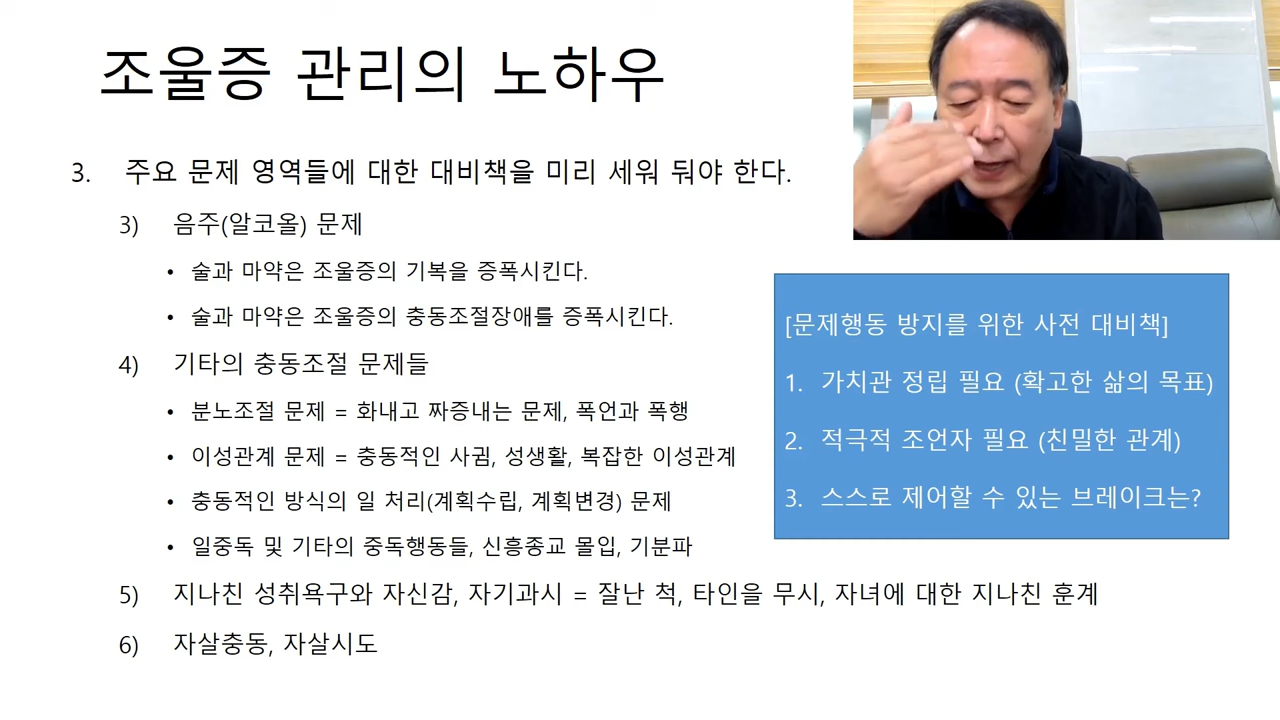 조울증 관리의 노하우
3. 주요 문제 영역들에 대한 대비책을 미리 세워 둬야 한다.
3) 음주(알코올) 문제
• 술과 마약은 조울증의 기복을 증폭시킨다.
• 술과 마약은 조울증의 충동조절장애를 증폭시킨다.
4) 기타의 충동조절 문제들
• 분노조절 문제 = 화내고 짜증내는 문제, 폭언과 폭행
• 이성관계 문제 = 충동적인 사귐, 성생활, 복잡한 이성관계
• 충동적인 방식의 일 처리(계획수립, 계획변경) 문제
• 일중독 및 기타의 중독행동들, 신흥종교 몰입, 기분파
5) 지나친 성취욕구와 자신감, 자기과시 = 잘난 척, 타인을 무시, 자녀에 대한 지나친 훈계
6) 자살충동, 자살시도
[문제행동 방지를 위한 사전 대비책]
1. 가치관 정립 필요 (확고한 삶의 목표)
2. 적극적 조언자 필요 (친밀한 관계)
3. 스스로 제어할 수 있는 브레이크는?